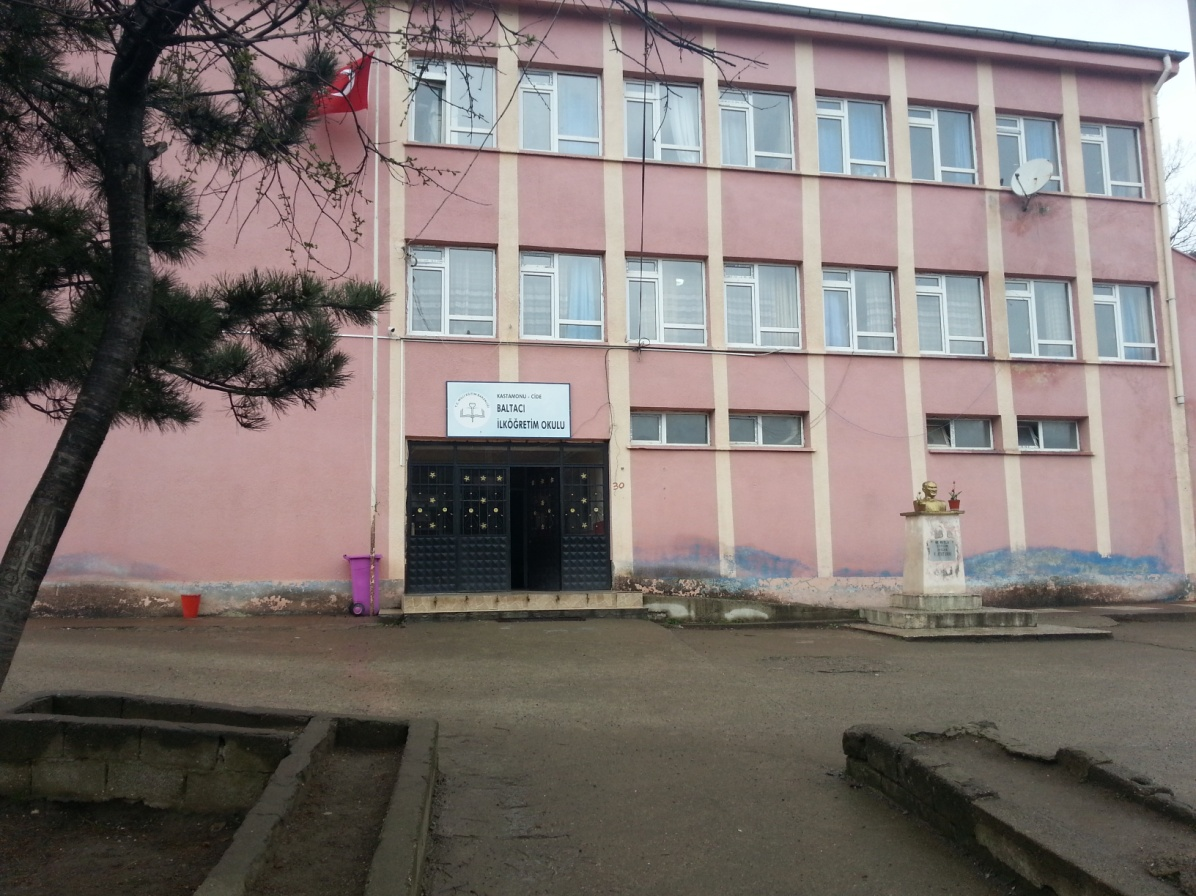 KASTAMONU - CİDE
BALTACI
İLKÖĞRETİM OKULU
30